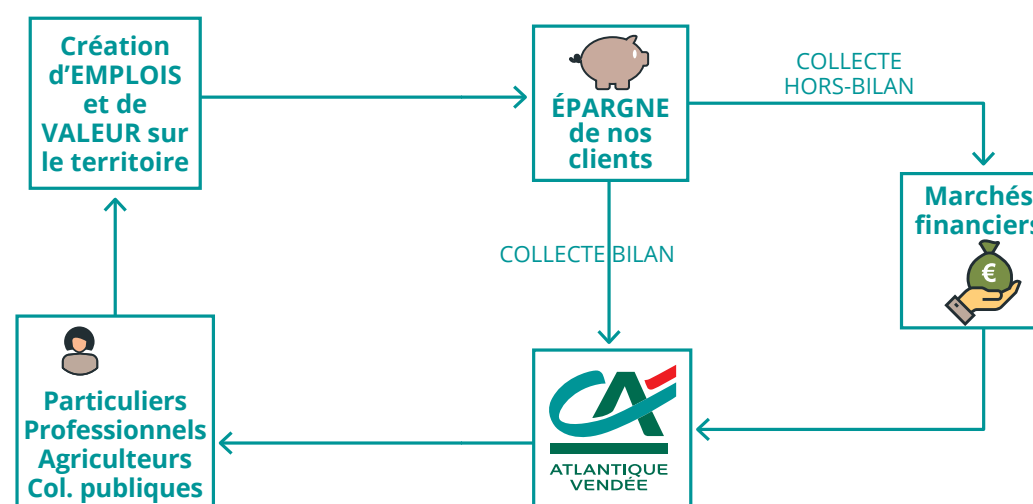 Création
d’EMPLOIS
et de
VALEUR sur
le territoire
ÉPARGNE
de nos
clients
COLLECTE
HORS-BILAN
Marchés
financiers
€
COLLECTE BILAN
CA
ATLANTIQUE
VENDÉE
Particuliers
Professionnels
Agriculteurs
Col. publiques